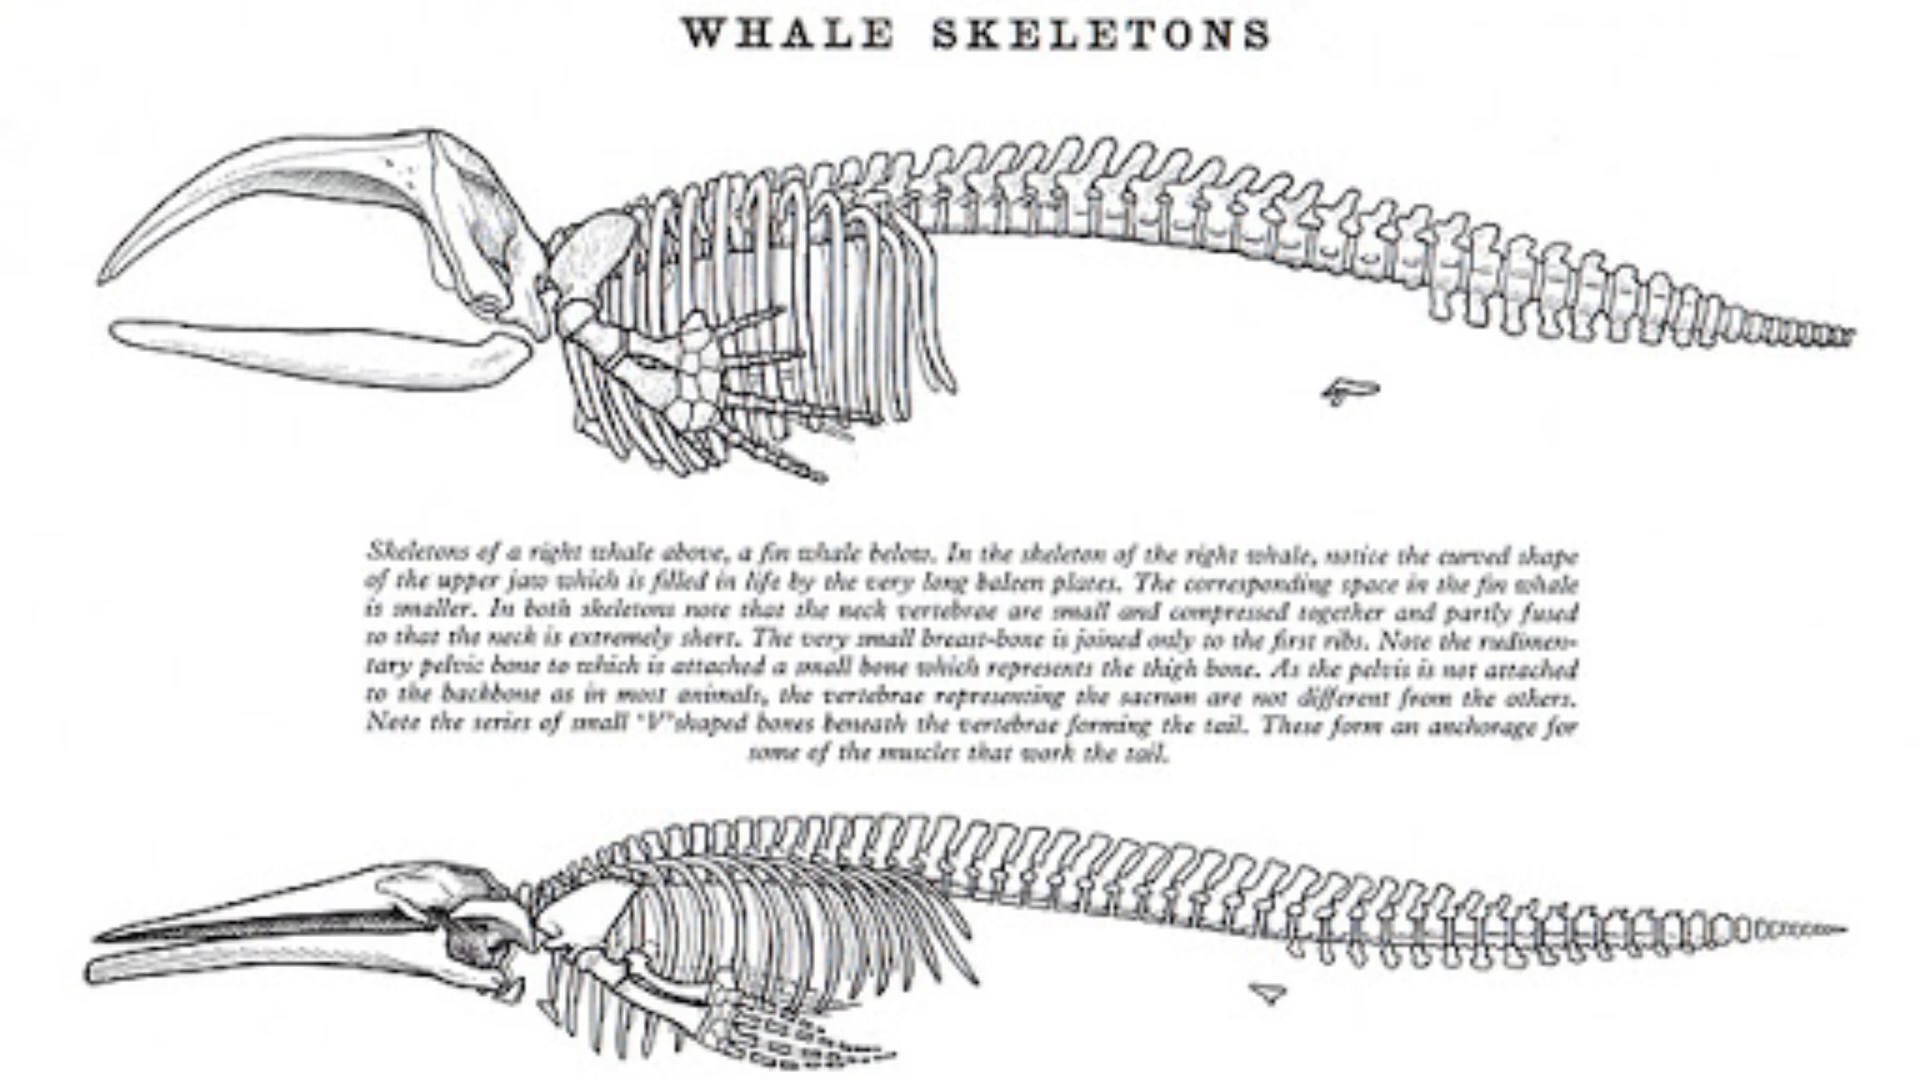 WHALE SKELETONS
Skeletons of a right whale above, a fin whale below. In the skeleton of the right whale, notice the curved shape
of the upper jaw which is filled in life by the very long baleen plates. The corresponding space in the fin whale
is smaller. In both skeletons note that the neck vertebrae are small and compressed together and partly fused
so that the neck is extremely short. The very small breast-bone is joined only to the first ribs. Note the rudimen-
tary pelvic bone to which is attached a small bone which represents the thigh bone. As the pelvis is not attached
to the backbone as in most animals, the vertebrae representing the sacrum are not different from the others.
Note the series of small "V" shaped bones beneath the vertebrae forming the tail. These form an anchorage for
some of the muscles that work the tail.